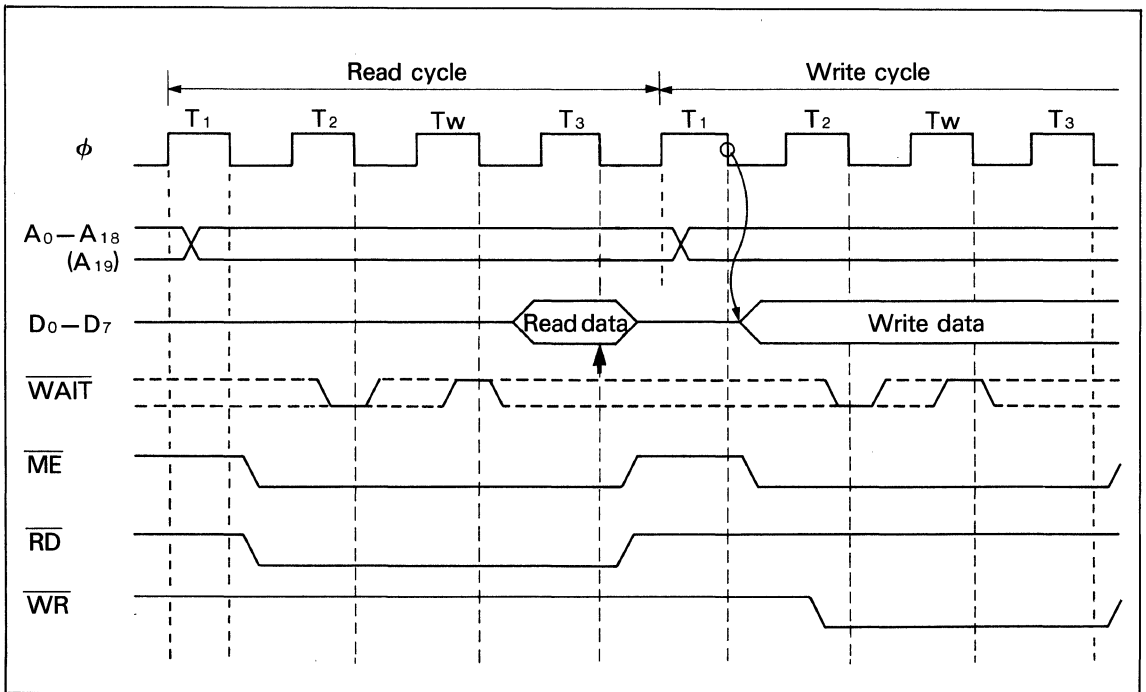 Read cycle Write cycle
T1 T2 Tw T3 T1 T2 Tw T3
φ
A0–A18
(A19)
D0–D7 Read data Write data
WAIT
ME
RD
WR